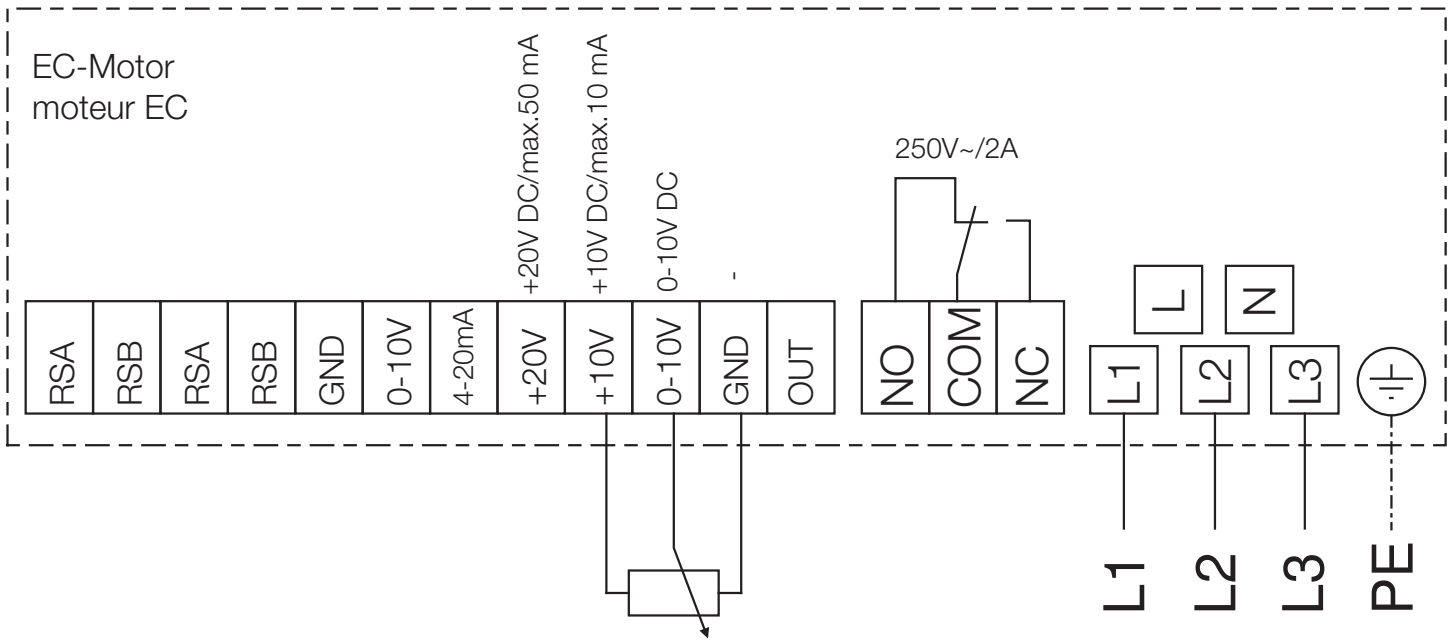 EC-Motor
moteur EC
+20V DC/max.50 mA
+10V DC/max.10 mA
0-10V DC
-
250V~/2A
RSA
RSB
RSA
RSB
GND
0-10V
4-20mA
+20V
+10V
0-10V
GND
OUT
NO
COM
NC
L
N
L1
L2
L3
L1
L2
L3
PE